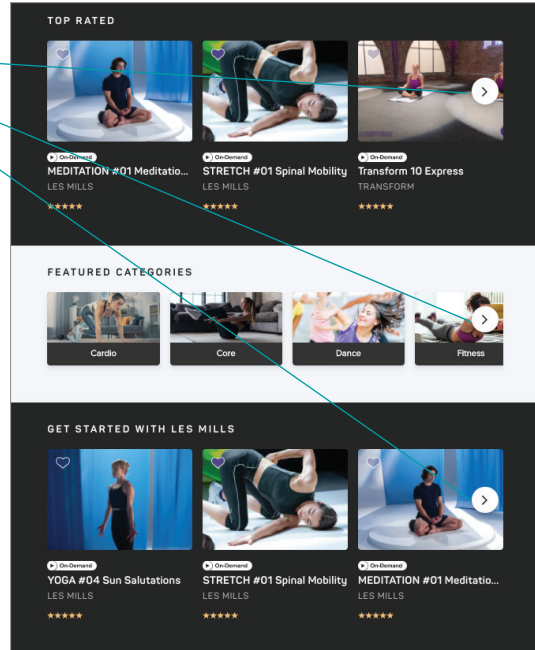 TOP RATED
On-Demand
MEDITATION #01 Meditatio...
LES MILLS
On-Demand
STRETCH #01 Spinal Mobility
LES MILLS
On-Demand
Transform 10 Express
TRANSFORM
FEATURED CATEGORIES
Cardio
Core
Dance
Fitness
GET STARTED WITH LES MILLS
On-Demand
YOGA #04 Sun Salutations
LES MILLS
On-Demand
STRETCH #01 Spinal Mobility
LES MILLS
On-Demand
MEDITATION #01 Meditatio...
LES MILLS